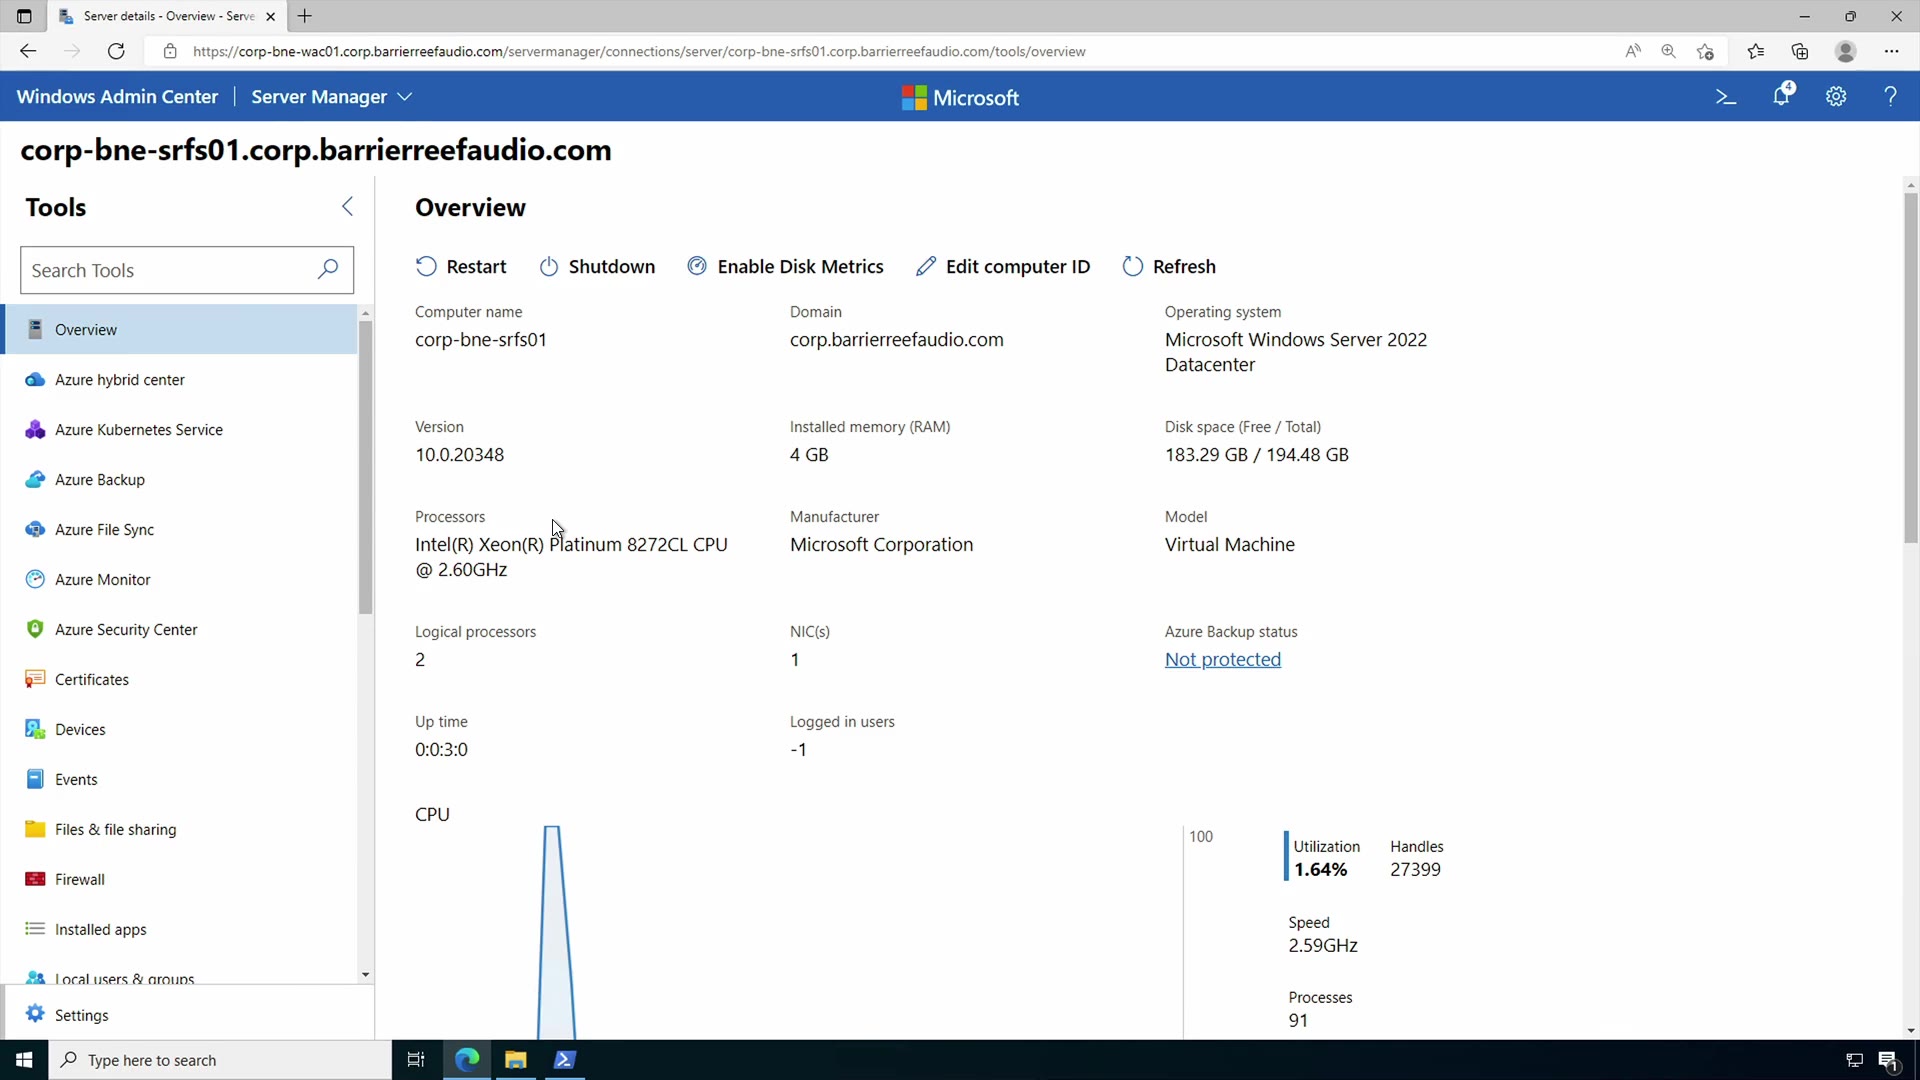 Server details - Overview - Serve
https://corp-bne-wac01.corp.barrierreefaudio.com/servermanager/connections/server/corp-bne-srfs01.corp.barrierreefaudio.com/tools/overview
Windows Admin Center | Server Manager
Microsoft
4
corp-bne-srfs01.corp.barrierreefaudio.com
Tools
Search Tools
Overview
Azure hybrid center
Azure Kubernetes Service
Azure Backup
Azure File Sync
Azure Monitor
Azure Security Center
Certificates
Devices
Events
Files & file sharing
Firewall
Installed apps
Local users & groups
Settings
Overview
Restart
Shutdown
Enable Disk Metrics
Edit computer ID
Refresh
Computer name
corp-bne-srfs01
Domain
corp.barrierreefaudio.com
Operating system
Microsoft Windows Server 2022
Datacenter
Version
10.0.20348
Installed memory (RAM)
4 GB
Disk space (Free / Total)
183.29 GB / 194.48 GB
Processors
Intel(R) Xeon(R) Platinum 8272CL CPU
@ 2.60GHz
Manufacturer
Microsoft Corporation
Model
Virtual Machine
Logical processors
2
NIC(s)
1
Azure Backup status
Not protected
Up time
0:0:3:0
Logged in users
-1
CPU
100
Utilization
1.64%
Handles
27399
Speed
2.59GHz
Processes
91
Type here to search
1